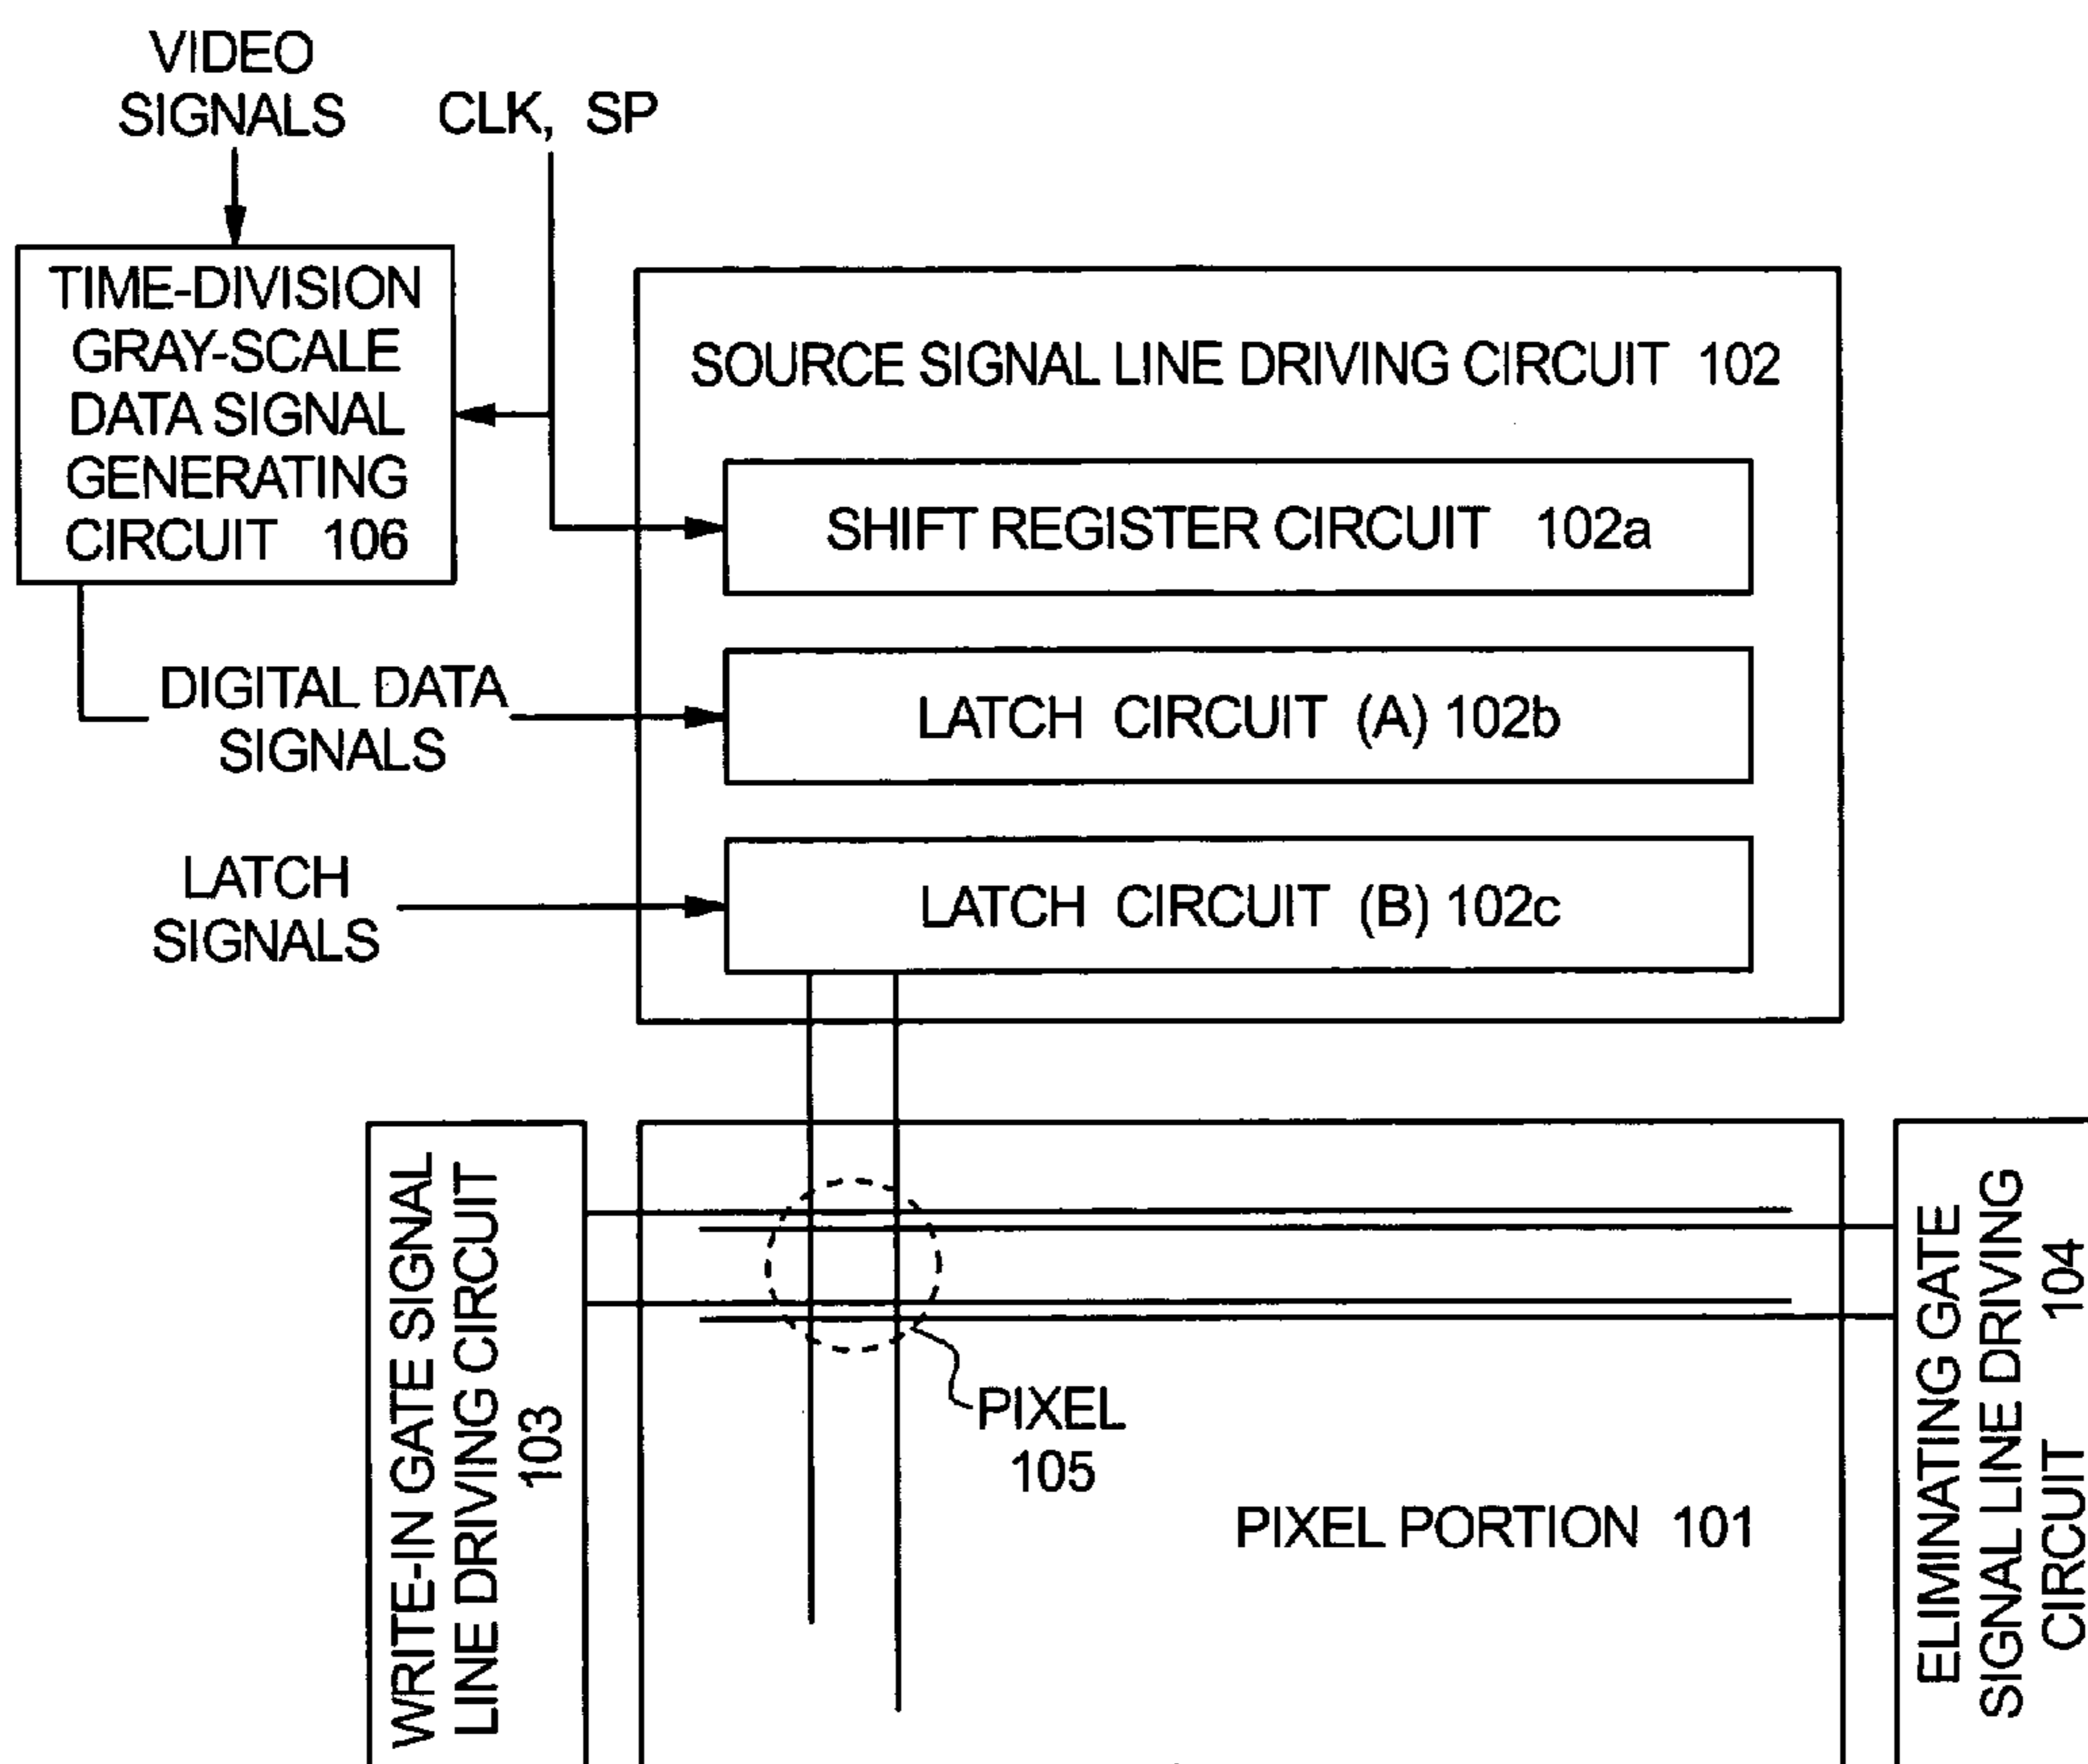 VIDEO
SIGNALS
CLK, SP
TIME-DIVISION
GRAY-SCALE
DATA SIGNAL
GENERATING
CIRCUIT 106
SOURCE SIGNAL LINE DRIVING CIRCUIT 102
SHIFT REGISTER CIRCUIT 102a
DIGITAL DATA
SIGNALS
LATCH CIRCUIT (A) 102b
LATCH
SIGNALS
LATCH CIRCUIT (B) 102c
WRITE-IN GATE SIGNAL
LINE DRIVING CIRCUIT
103
PIXEL
105
PIXEL PORTION 101
ELIMINATING GATE
SIGNAL LINE DRIVING
CIRCUIT 104